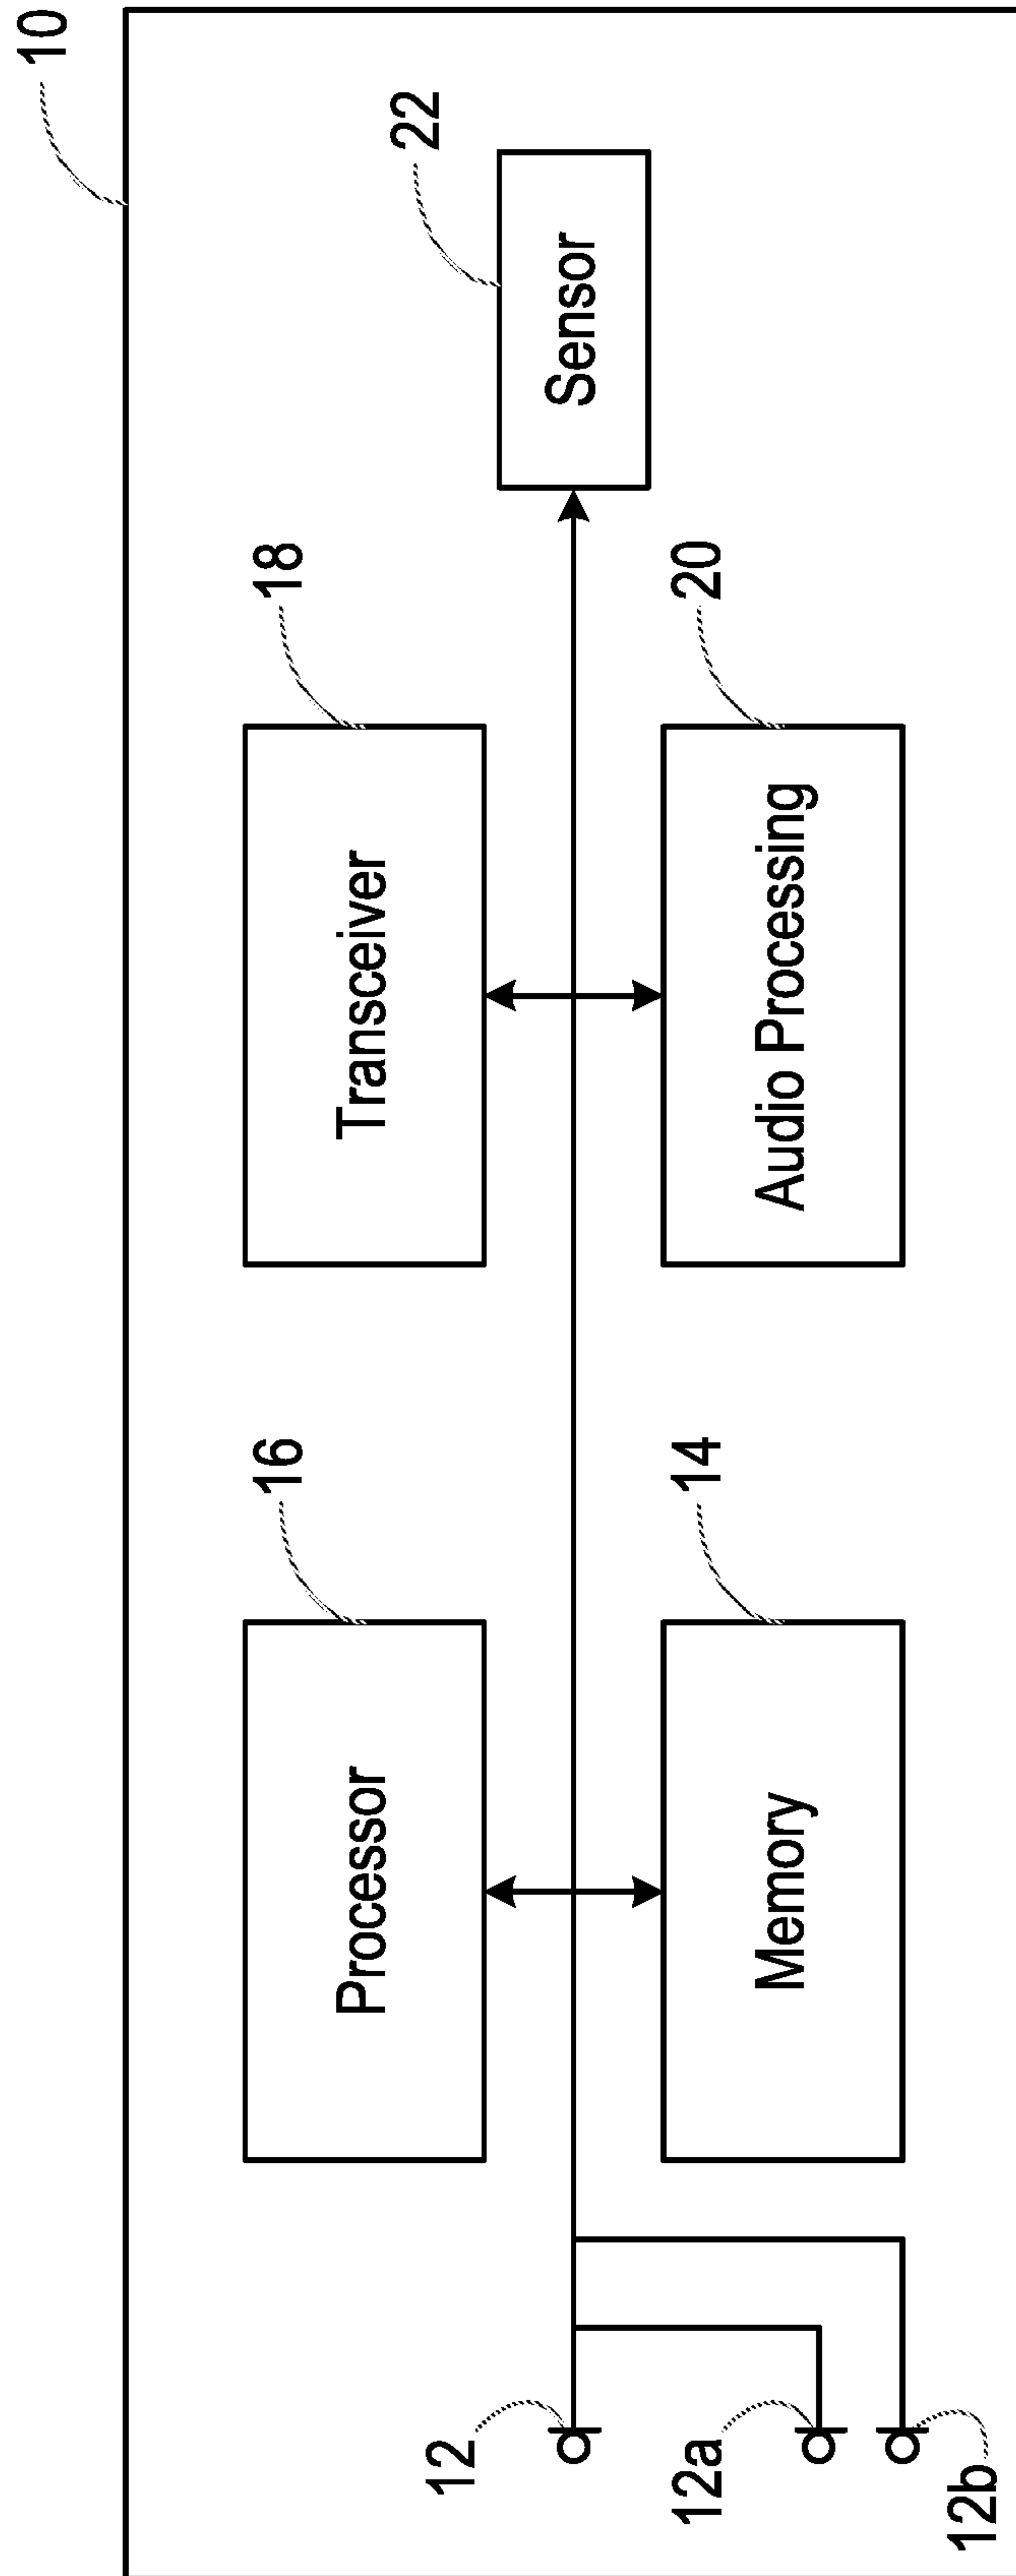 10
16
Processor
18
Transceiver
22
Sensor
12
12a
12b
14
Memory
20
Audio Processing